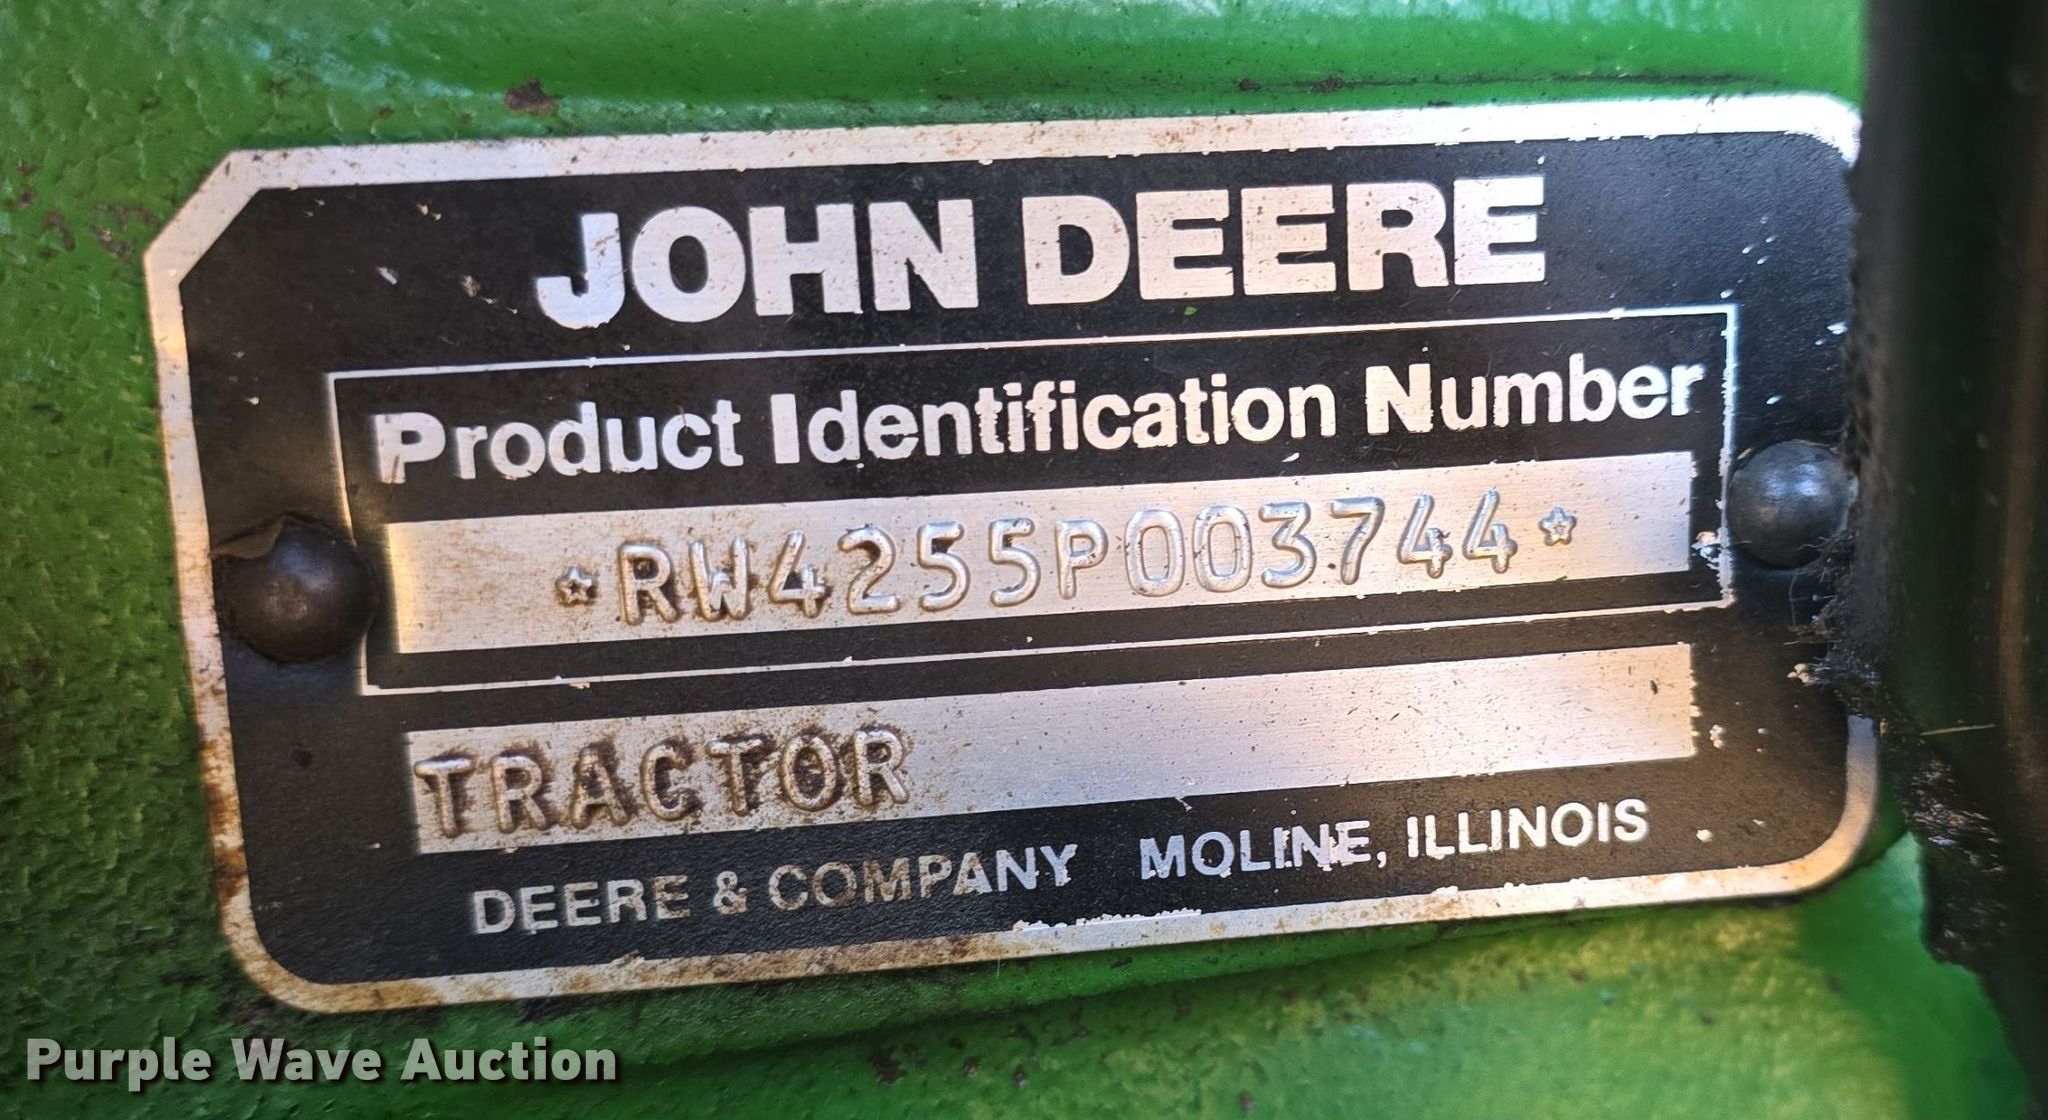 JOHN DEERE
Product Identification Number
*RW4255P003744*
TRACTOR
DEERE & COMPANY MOLINE, ILLINOIS
Purple Wave Auction